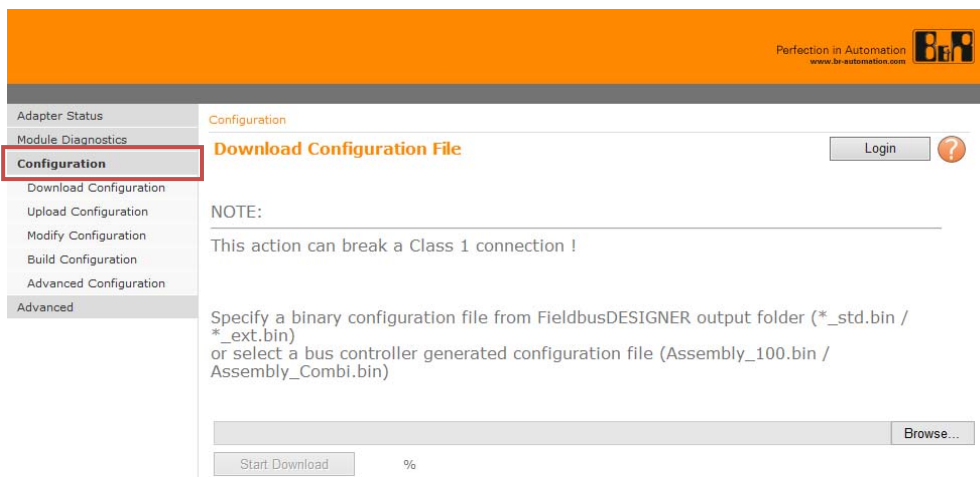 Perfection in Automation
www.br-automation.com
B&R
Adapter Status
Module Diagnostics
Configuration
Download Configuration
Upload Configuration
Modify Configuration
Build Configuration
Advanced Configuration
Advanced
Configuration
Download Configuration File
Login
?
NOTE:
This action can break a Class 1 connection !
Specify a binary configuration file from FieldbusDESIGNER output folder (*_std.bin /
*_ext.bin)
or select a bus controller generated configuration file (Assembly_100.bin /
Assembly_Combi.bin)
Browse...
Start Download
%